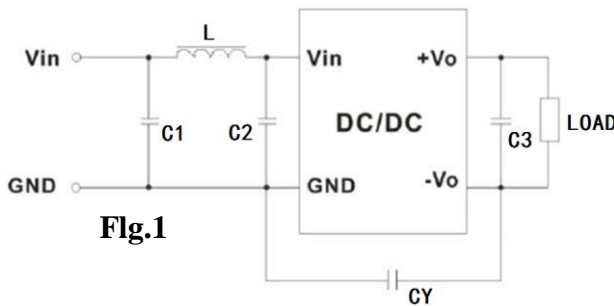 L
Vin
Vin
+Vo
C1
C2
DC/DC
C3
LOAD
GND
GND
-Vo
Flg.1
CY